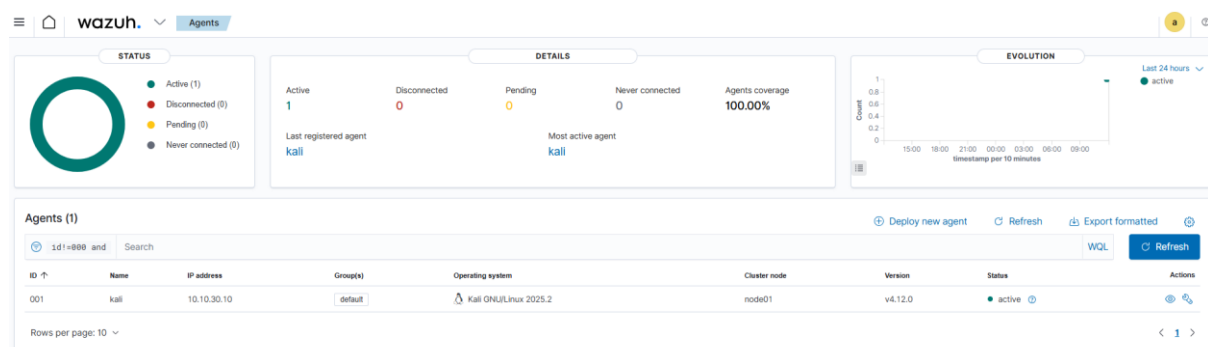 wazuh. Agents a
STATUS
Active (1)
Disconnected (0)
Pending (0)
Never connected (0)
DETAILS
Active Disconnected Pending Never connected Agents coverage
1 0 0 0 100.00%
Last registered agent Most active agent
kali kali
EVOLUTION
Last 24 hours
active
Count
1
0.8
0.6
0.4
0.2
0
15:00 18:00 21:00 00:00 03:00 06:00 09:00
timestamp per 10 minutes
Agents (1) Deploy new agent Refresh Export formatted
id!=000 and Search WQL Refresh
ID Name IP address Group(s) Operating system Cluster node Version Status Actions
001 kali 10.10.30.10 default Kali GNU/Linux 2025.2 node01 v4.12.0 active
Rows per page: 10 < 1 >